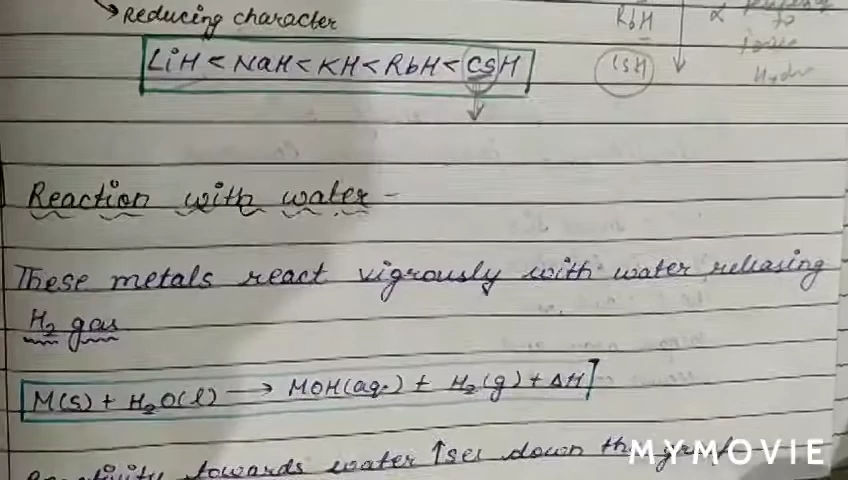 Reducing character
LiH < NaH < KH < RbH < CsH
RbH
CsH
α
to
Reaction with water -
These metals react vigrously with water releasing
H₂ gas
M(s) + H₂O(l) → MOH(aq.) + H₂(g) + ΔH
towards water ↑ses down the
MYMOVIE